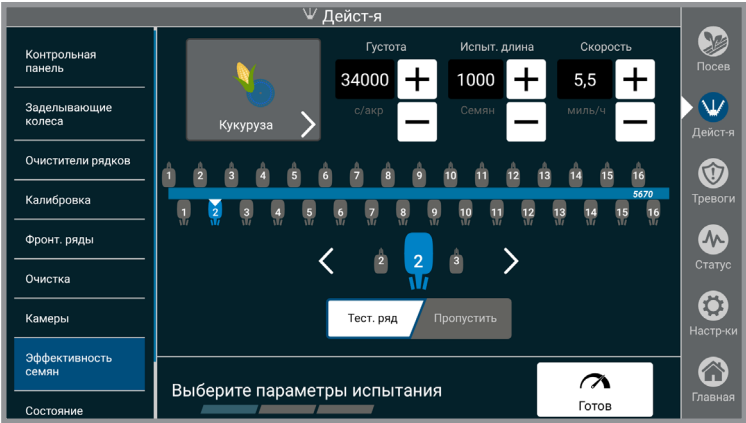 Дейст-я
Контрольная
панель
Заделывающие
колеса
Очистители рядков
Калибровка
Фронт. ряды
Очистка
Камеры
Эффективность
семян
Состояние
Густота
Испыт. длина
Скорость
34000
1000
5,5
с/акр
Семян
миль/ч
Кукуруза
1 2 3 4 5 6 7 8 9 10 11 12 13 14 15 16
5670
1 2 3 4 5 6 7 8 9 10 11 12 13 14 15 16
2 2 3
Тест. ряд
Пропустить
Выберите параметры испытания
Готов
Посев
Дейст-я
Тревоги
Статус
Настр-ки
Главная